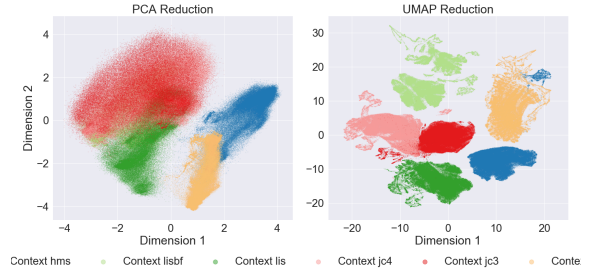 PCA Reduction
UMAP Reduction
4
2
0
−2
−4
Dimension 2
−4
−2
0
2
4
Dimension 1
30
20
10
0
−10
−20
−20
−10
0
10
20
Dimension 1
Context hms
Context lisbf
Context lis
Context jc4
Context jc3